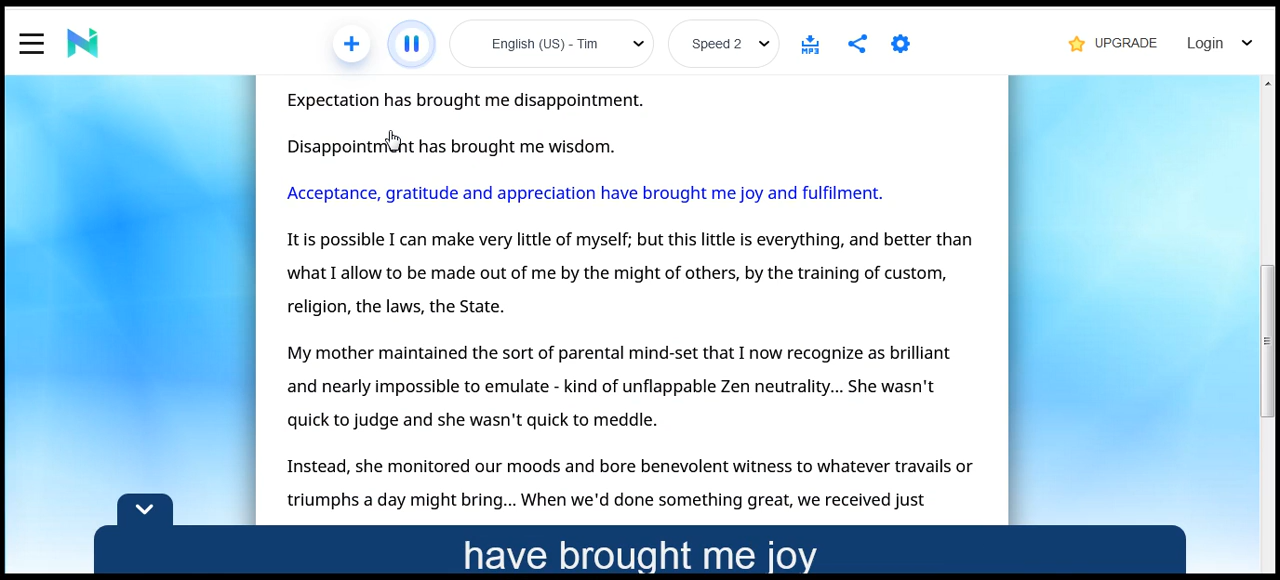 English (US) - Tim
Speed 2
MP3
UPGRADE
Login
Expectation has brought me disappointment.
Disappointment has brought me wisdom.
Acceptance, gratitude and appreciation have brought me joy and fulfilment.
It is possible I can make very little of myself; but this little is everything, and better than
what I allow to be made out of me by the might of others, by the training of custom,
religion, the laws, the State.
My mother maintained the sort of parental mind-set that I now recognize as brilliant
and nearly impossible to emulate - kind of unflappable Zen neutrality... She wasn't
quick to judge and she wasn't quick to meddle.
Instead, she monitored our moods and bore benevolent witness to whatever travails or
triumphs a day might bring... When we'd done something great, we received just
have brought me joy